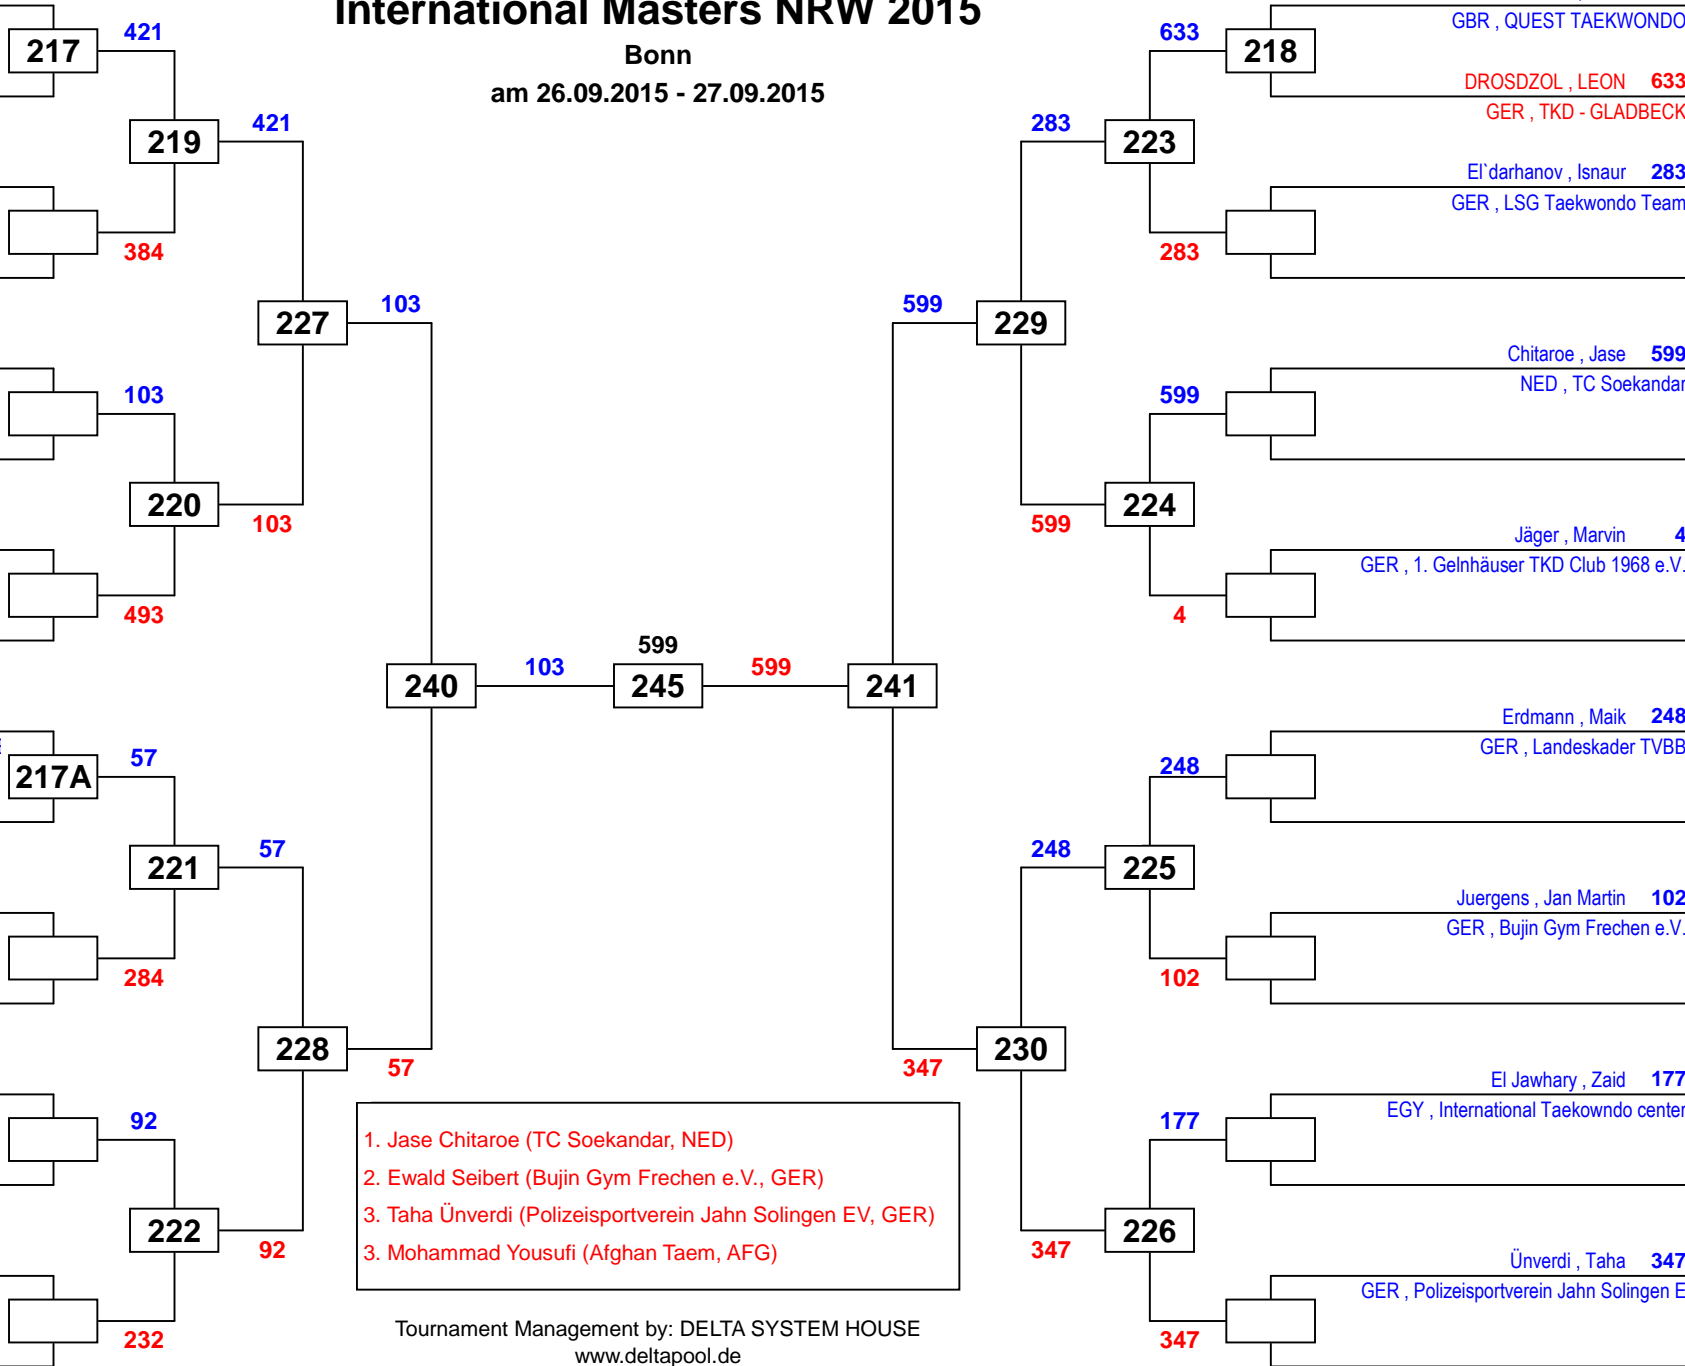 International Masters NRW 2015
Bonn
am 26.09.2015 - 27.09.2015
217
421
219
421
384
227
103
103
220
103
493
217A
57
221
57
284
228
57
92
222
92
232
240
103
599
245
599
241
599
229
283
223
633
218
GBR , QUEST TAEKWONDO
DROSDZOL , LEON 633
GER , TKD - GLADBECK
El`darhanov , Isnaur 283
GER , LSG Taekwondo Team
283
Chitaroe , Jase 599
NED , TC Soekandar
599
224
599
Jäger , Marvin 4
GER , 1. Gelnhäuser TKD Club 1968 e.V.
4
Erdmann , Maik 248
GER , Landeskader TVBB
248
225
248
Juergens , Jan Martin 102
GER , Bujin Gym Frechen e.V.
102
230
347
El Jawhary , Zaid 177
EGY , International Taekowndo center
177
226
347
Ünverdi , Taha 347
GER , Polizeisportverein Jahn Solingen E
347
1. Jase Chitaroe (TC Soekandar, NED)
2. Ewald Seibert (Bujin Gym Frechen e.V., GER)
3. Taha Ünverdi (Polizeisportverein Jahn Solingen EV, GER)
3. Mohammad Yousufi (Afghan Taem, AFG)
Tournament Management by: DELTA SYSTEM HOUSE
www.deltapool.de